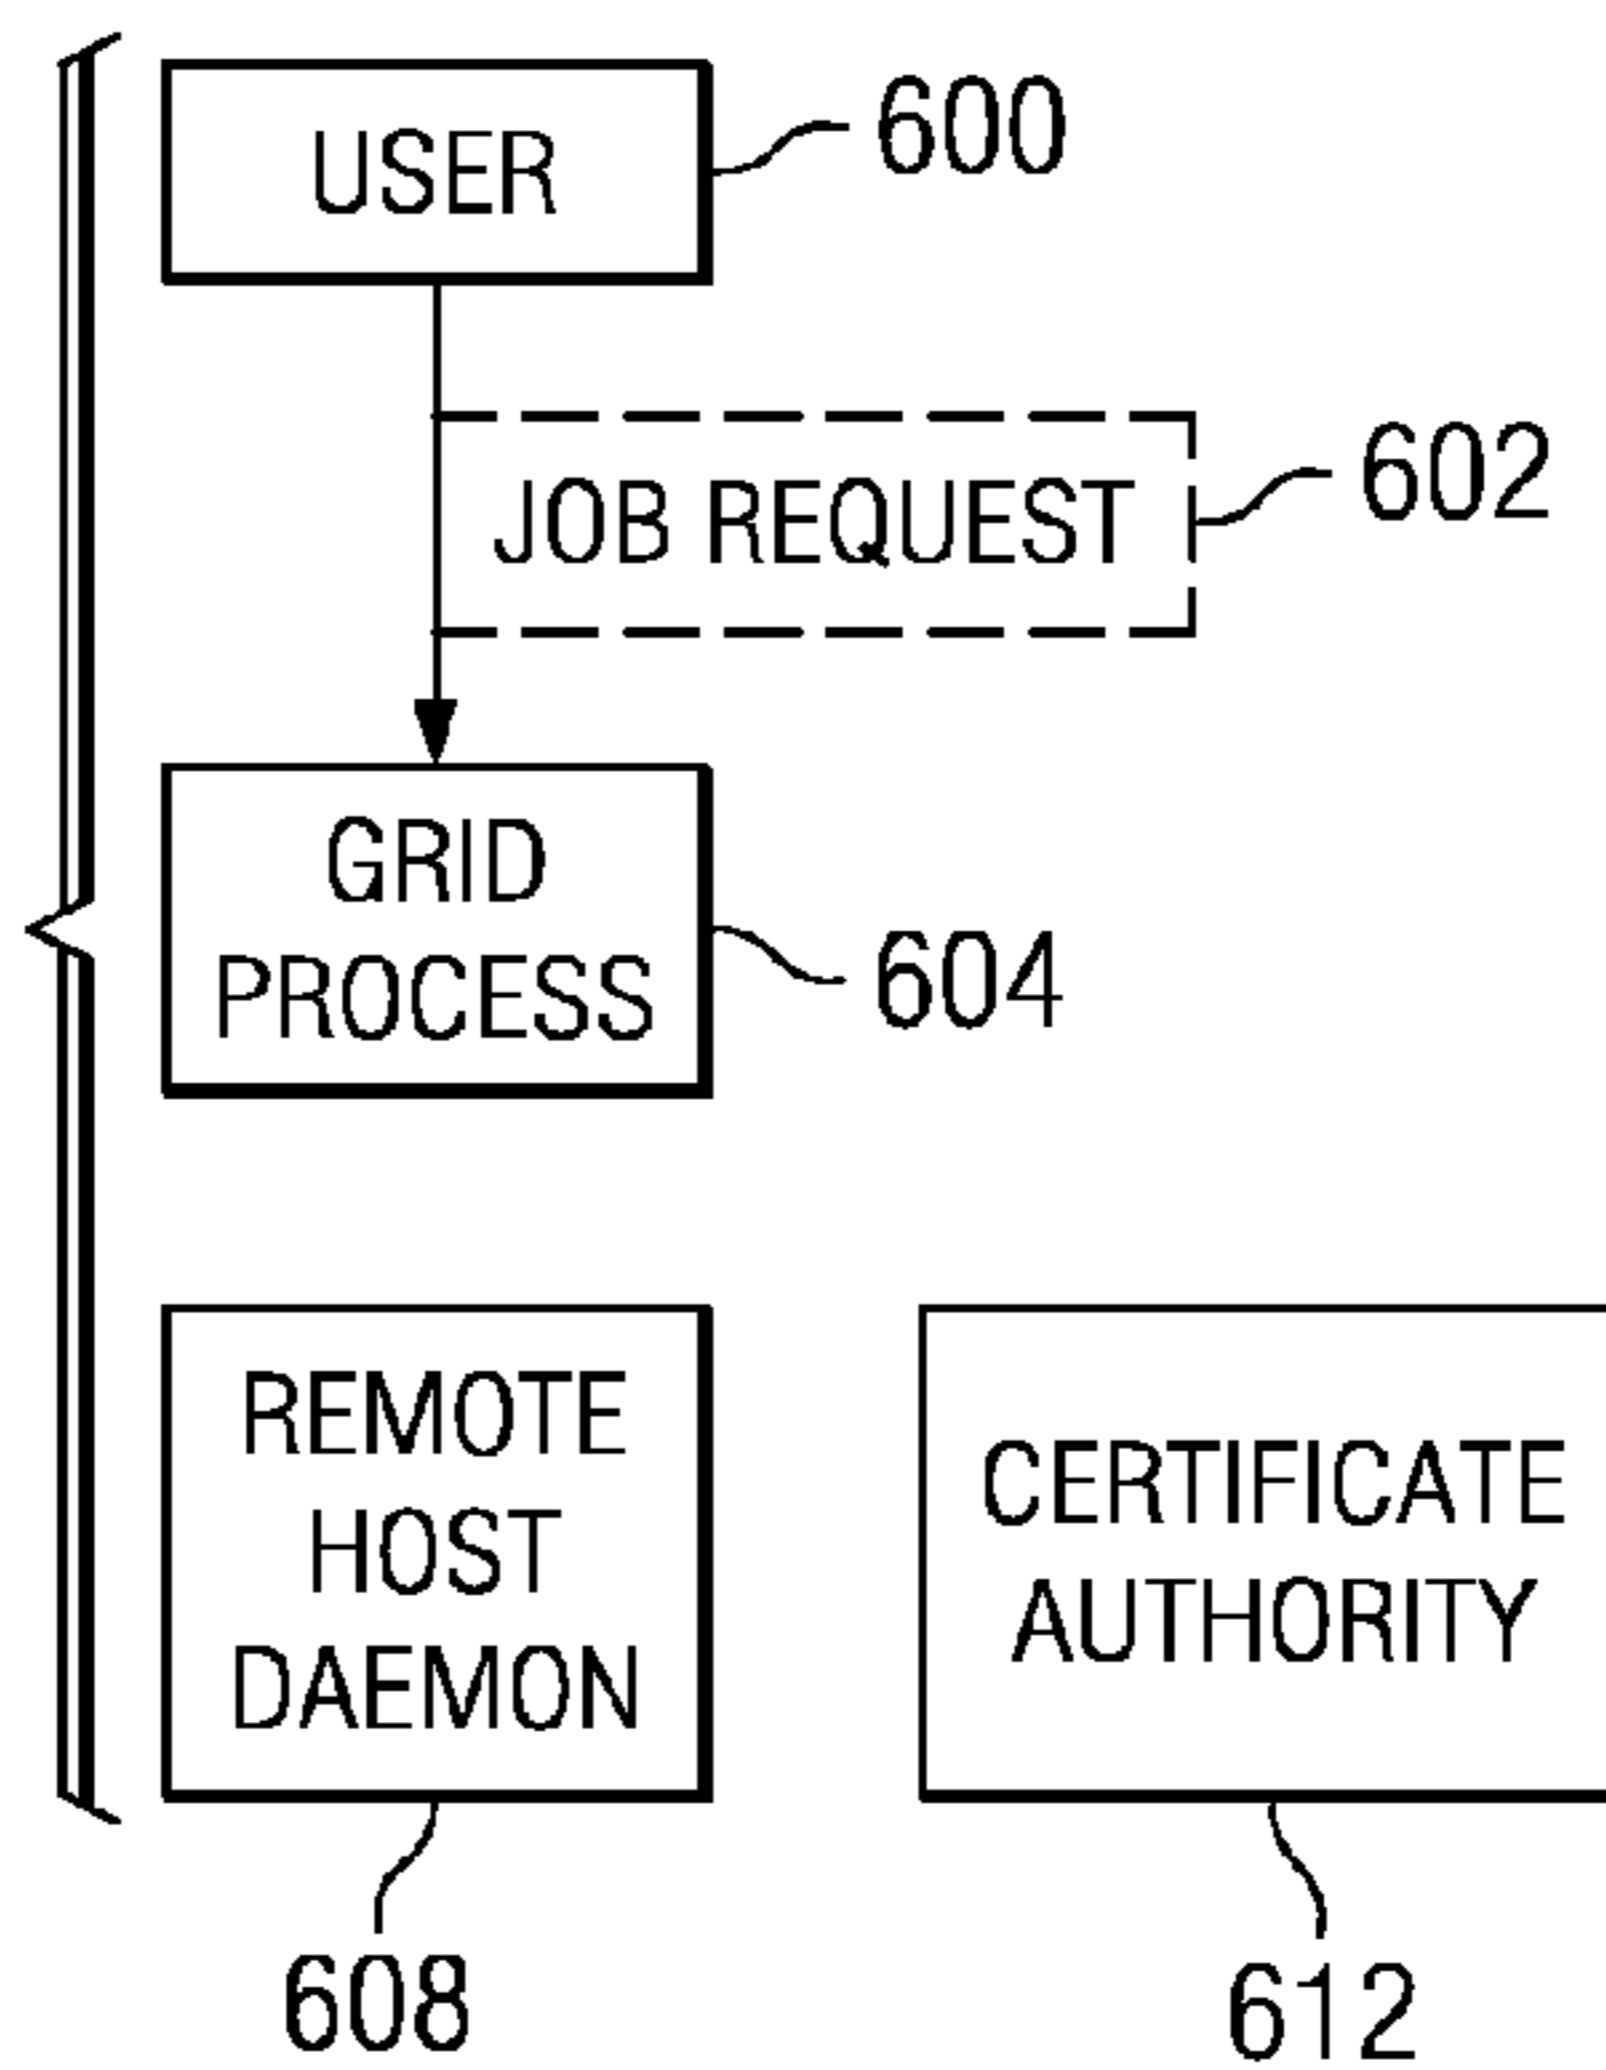 USER
600
JOB REQUEST
602
GRID
PROCESS
604
REMOTE
HOST
DAEMON
608
CERTIFICATE
AUTHORITY
612